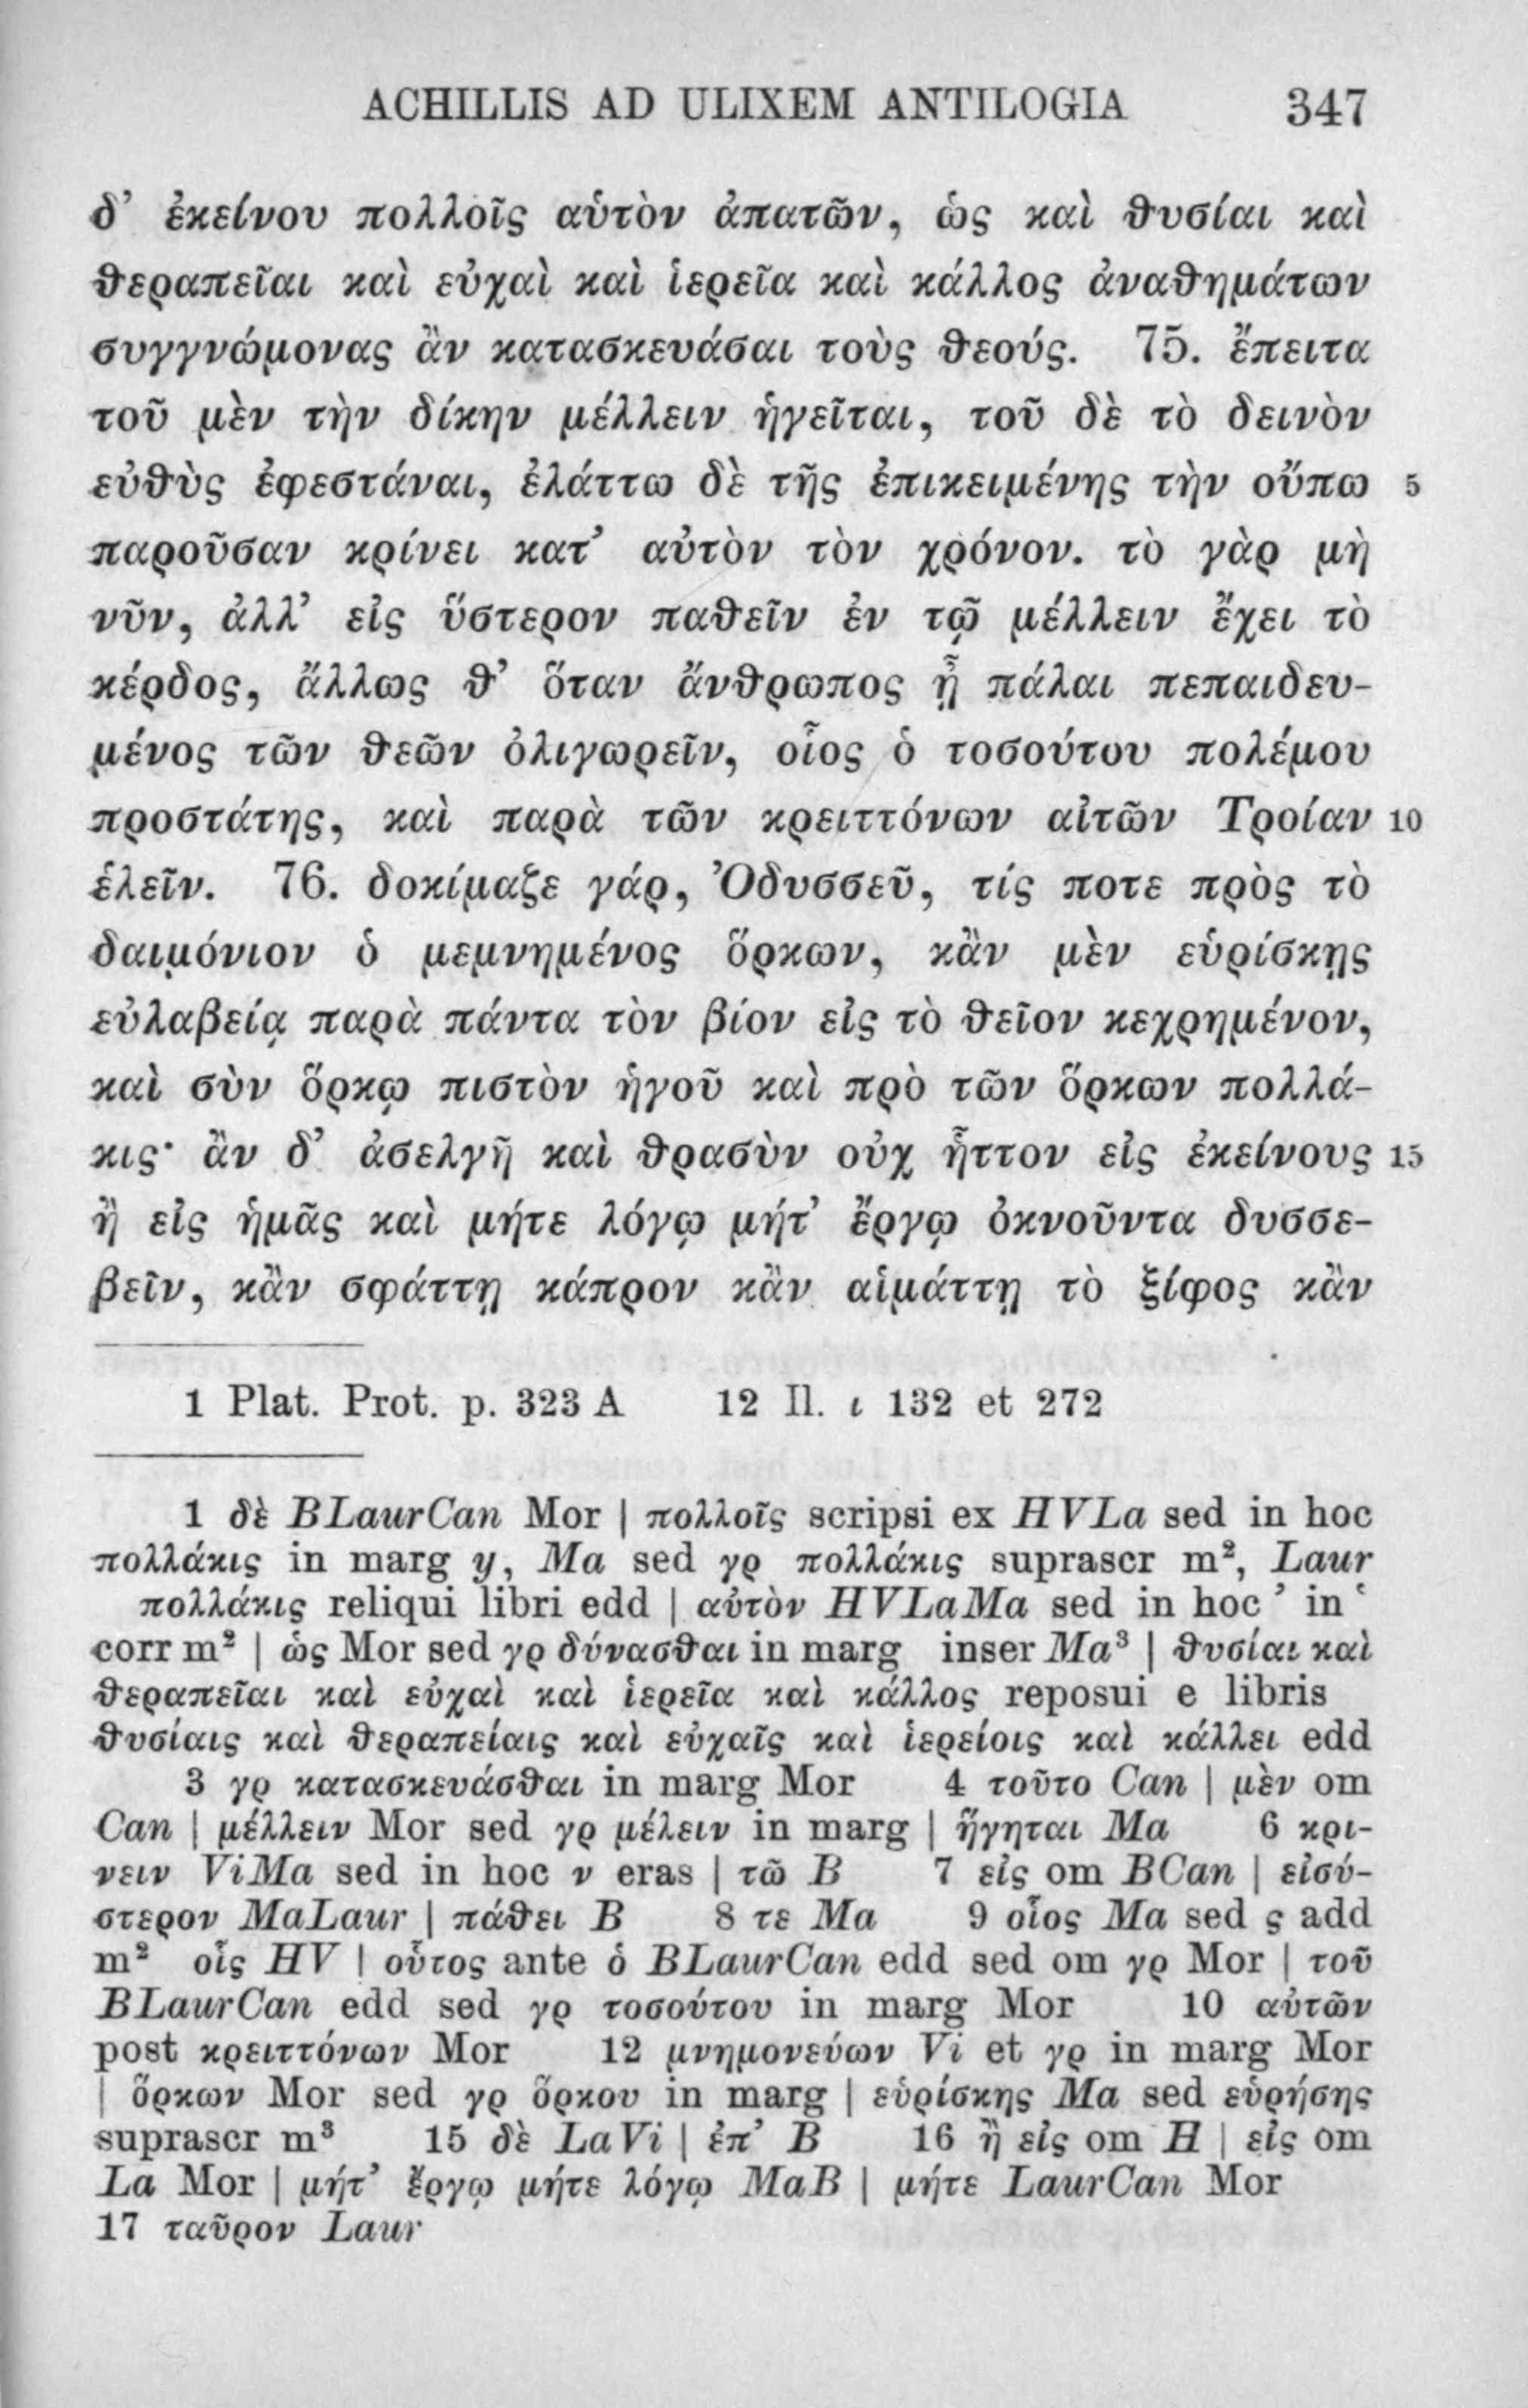 ACHILLIS AD ULIXEM ANTILOGIA 347
δ’ ἐκείνου πολλοῖς αὑτὸν ἀπατῶν, ὡς καὶ θυσίαι καὶ
θεραπεῖαι καὶ εὐχαὶ καὶ ἱερεῖα καὶ κάλλος ἀναθημάτων
συγγνώμονας ἂν κατασκευάσαι τοὺς θεούς. 75. ἔπειτα
τοῦ μὲν τὴν δίκην μέλλειν ἡγεῖται, τοῦ δὲ τὸ δεινὸν
εὐθὺς ἐφεστάναι, ἐλάττω δὲ τῆς ἐπικειμένης τὴν οὔπω 5
παροῦσαν κρίνει κατ’ αὐτὸν τὸν χρόνον. τὸ γὰρ μὴ
νῦν, ἀλλ’ εἰς ὕστερον παθεῖν ἐν τῷ μέλλειν ἔχει τὸ
κέρδος, ἄλλως θ’ ὅταν ἄνθρωπος ᾖ πάλαι πεπαιδευ-
μένος τῶν θεῶν ὀλιγωρεῖν, οἷος ὁ τοσούτου πολέμου
προστάτης, καὶ παρὰ τῶν κρειττόνων αἰτῶν Τροίαν 10
ἑλεῖν. 76. δοκίμαζε γάρ, Ὀδυσσεῦ, τίς ποτε πρὸς τὸ
δαιμόνιον ὁ μεμνημένος ὅρκων, κἂν μὲν εὑρίσκῃς
εὐλαβείᾳ παρὰ πάντα τὸν βίον εἰς τὸ θεῖον κεχρημένον,
καὶ σὺν ὅρκῳ πιστὸν ἡγοῦ καὶ πρὸ τῶν ὅρκων πολλά-
κις· ἂν δ’ ἀσελγῆ καὶ θρασὺν οὐχ ἧττον εἰς ἐκείνους 15
ἢ εἰς ἡμᾶς καὶ μήτε λόγῳ μήτ’ ἔργῳ ὀκνοῦντα δυσσε-
βεῖν, κἂν σφάττῃ κάπρον κἂν αἱμάττῃ τὸ ξίφος κἂν
1 Plat. Prot. p. 323 A 12 Il. ι 132 et 272
1 δὲ BLaurCan Mor | πολλοῖς scripsi ex HVLa sed in hoc
πολλάκις in marg y, Ma sed γρ πολλάκις suprascr m², Laur
πολλάκις reliqui libri edd | αὐτὸν HVLaMa sed in hoc ’ in ‘
corr m² | ὡς Mor sed γρ δύνασθαι in marg inser Ma³ | θυσίαι καὶ
θεραπεῖαι καὶ εὐχαὶ καὶ ἱερεῖα καὶ κάλλος reposui e libris
θυσίαις καὶ θεραπείαις καὶ εὐχαῖς καὶ ἱερείοις καὶ κάλλει edd
3 γρ κατασκευάσθαι in marg Mor 4 τοῦτο Can | μὲν om
Can | μέλλειν Mor sed γρ μέλειν in marg | ἥγηται Ma 6 κρι-
νειν ViMa sed in hoc ν eras | τῶ B 7 εἰς om BCan | εἰσύ-
στερον MaLaur | πάθει B 8 τε Ma 9 οἷος Ma sed ς add
m² οἷς HV | οὗτος ante ὁ BLaurCan edd sed om γρ Mor | τοῦ
BLaurCan edd sed γρ τοσούτου in marg Mor 10 αὐτῶν
post κρειττόνων Mor 12 μνημονεύων Vi et γρ in marg Mor
| ὅρκων Mor sed γρ ὅρκου in marg | εὑρίσκης Ma sed εὑρήσης
suprascr m³ 15 δὲ LaVi | ἐπ’ B 16 ἢ εἰς om H | εἰς om
La Mor | μήτ’ ἔργῳ μήτε λόγῳ MaB | μήτε LaurCan Mor
17 ταῦρον Laur